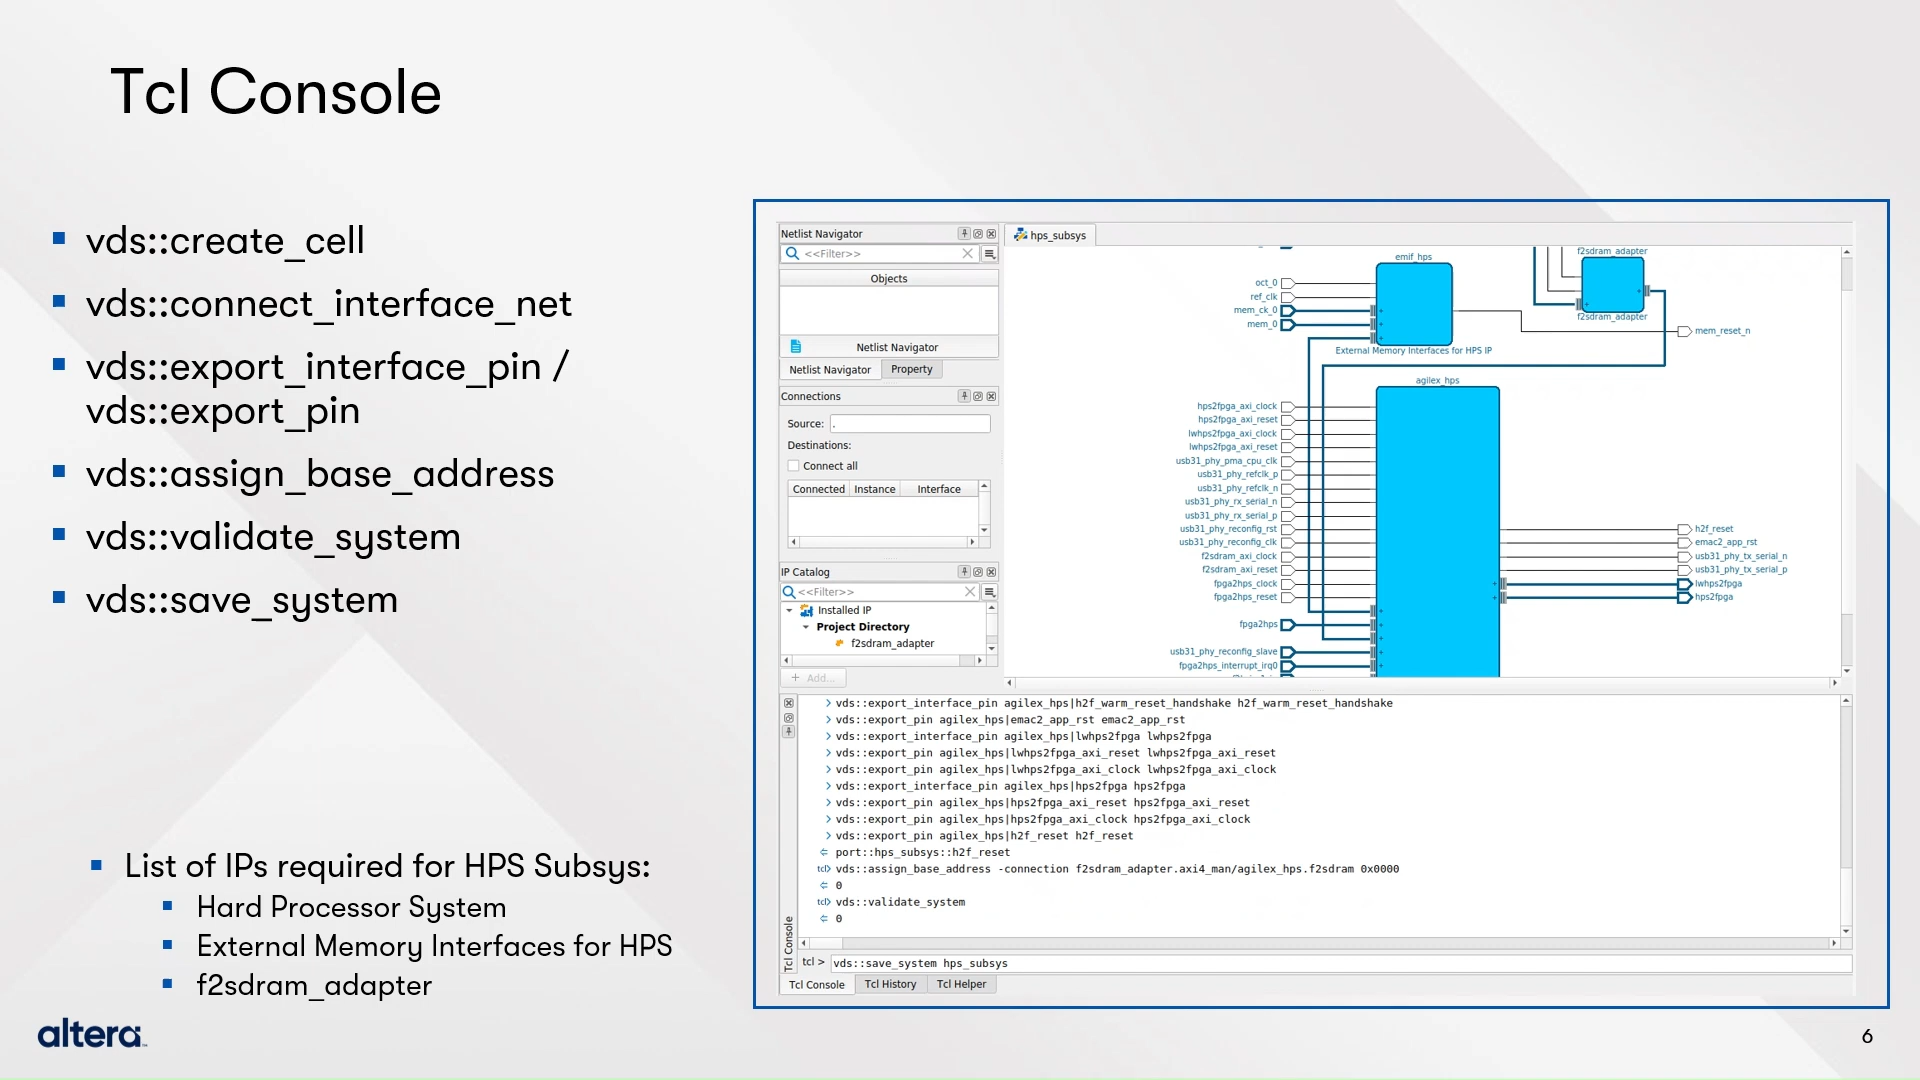 Tcl Console
vds::create_cell
vds::connect_interface_net
vds::export_interface_pin /
vds::export_pin
vds::assign_base_address
vds::validate_system
vds::save_system
List of IPs required for HPS Subsys:
Hard Processor System
External Memory Interfaces for HPS
f2sdram_adapter
altera
6
Netlist Navigator
<<Filter>>
Objects
Netlist Navigator
Netlist Navigator
Property
Connections
Source: .
Destinations:
Connect all
Connected Instance Interface
IP Catalog
<<Filter>>
Installed IP
Project Directory
f2sdram_adapter
+ Add...
hps_subsys
f2sdram_adapter
f2sdram_adapter
emif_hps
oct_0
ref_clk
mem_ck_0
mem_0
mem_reset_n
External Memory Interfaces for HPS IP
agilex_hps
hps2fpga_axi_clock
hps2fpga_axi_reset
lwhps2fpga_axi_clock
lwhps2fpga_axi_reset
usb31_phy_pma_cpu_clk
usb31_phy_refclk_p
usb31_phy_refclk_n
usb31_phy_rx_serial_n
usb31_phy_rx_serial_p
usb31_phy_reconfig_rst
usb31_phy_reconfig_clk
f2sdram_axi_clock
f2sdram_axi_reset
fpga2hps_clock
fpga2hps_reset
fpga2hps
usb31_phy_reconfig_slave
fpga2hps_interrupt_irq0
h2f_reset
emac2_app_rst
usb31_phy_tx_serial_n
usb31_phy_tx_serial_p
lwhps2fpga
hps2fpga
> vds::export_interface_pin agilex_hps|h2f_warm_reset_handshake h2f_warm_reset_handshake
> vds::export_pin agilex_hps|emac2_app_rst emac2_app_rst
> vds::export_interface_pin agilex_hps|lwhps2fpga lwhps2fpga
> vds::export_pin agilex_hps|lwhps2fpga_axi_reset lwhps2fpga_axi_reset
> vds::export_pin agilex_hps|lwhps2fpga_axi_clock lwhps2fpga_axi_clock
> vds::export_interface_pin agilex_hps|hps2fpga hps2fpga
> vds::export_pin agilex_hps|hps2fpga_axi_reset hps2fpga_axi_reset
> vds::export_pin agilex_hps|hps2fpga_axi_clock hps2fpga_axi_clock
> vds::export_pin agilex_hps|h2f_reset h2f_reset
port::hps_subsys::h2f_reset
tcl> vds::assign_base_address -connection f2sdram_adapter.axi4_man/agilex_hps.f2sdram 0x0000
0
tcl> vds::validate_system
0
Tcl Console
tcl > vds::save_system hps_subsys
Tcl Console
Tcl History
Tcl Helper